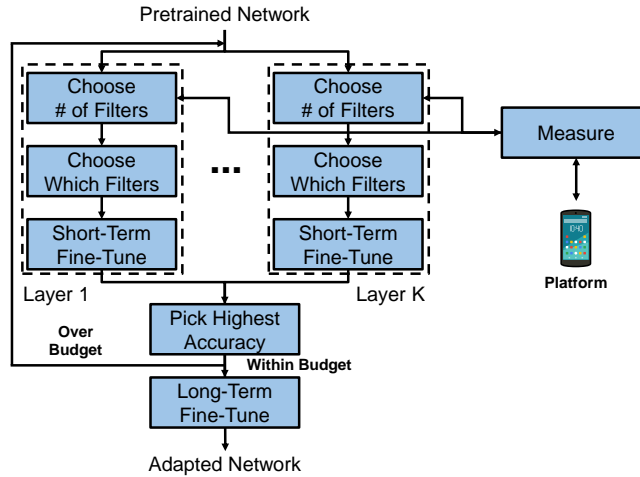 Pretrained Network
Choose
# of Filters
Choose
Which Filters
Short-Term
Fine-Tune
Layer 1
...
Choose
# of Filters
Choose
Which Filters
Short-Term
Fine-Tune
Layer K
Measure
10:40
Platform
Pick Highest
Accuracy
Over
Budget
Within Budget
Long-Term
Fine-Tune
Adapted Network